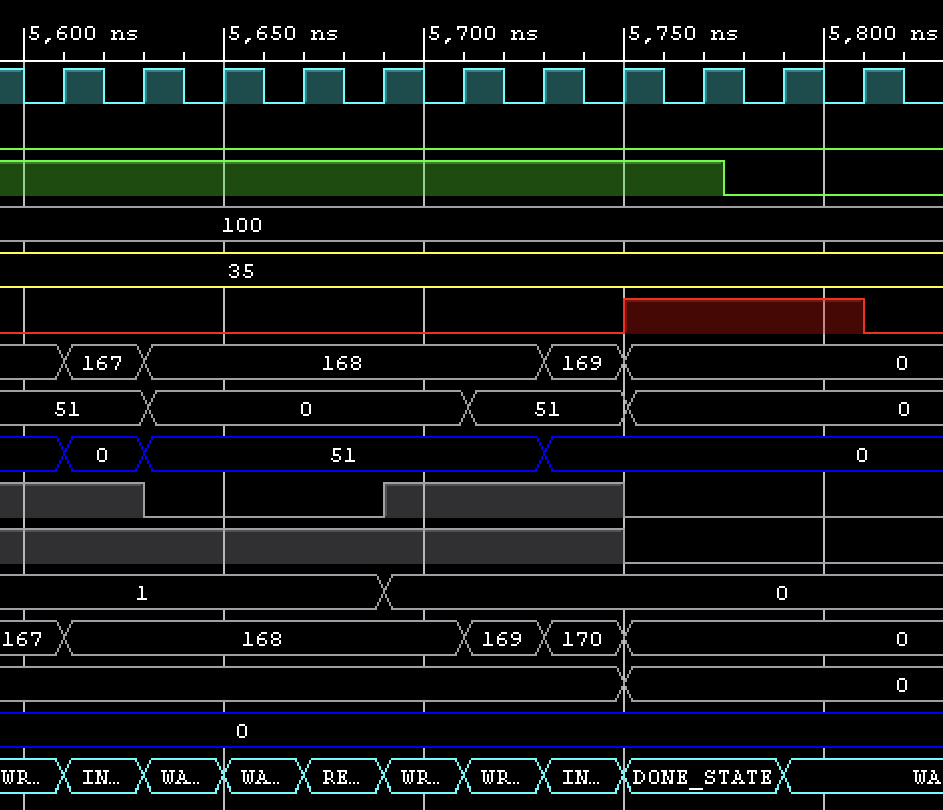 5,600 ns 5,650 ns 5,700 ns 5,750 ns 5,800 ns
100
35
167 168 169 0
51 0 51 0
0 51 0
1 0
167 168 169 170 0
0
0
WR… IN… WA… WA… RE… WR… WR… IN… DONE_STATE WA